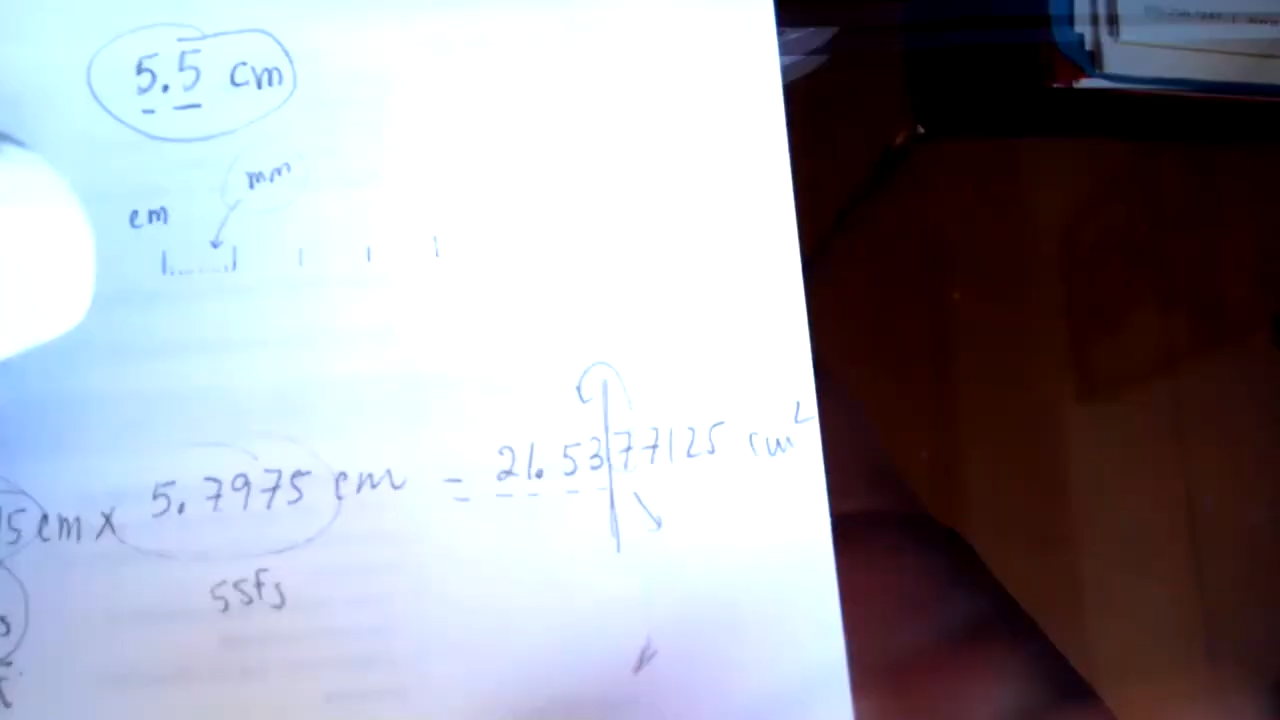 5.5 cm
mm
cm
5cm x 5.7975 cm = 21.5377125 cm²
5sfs